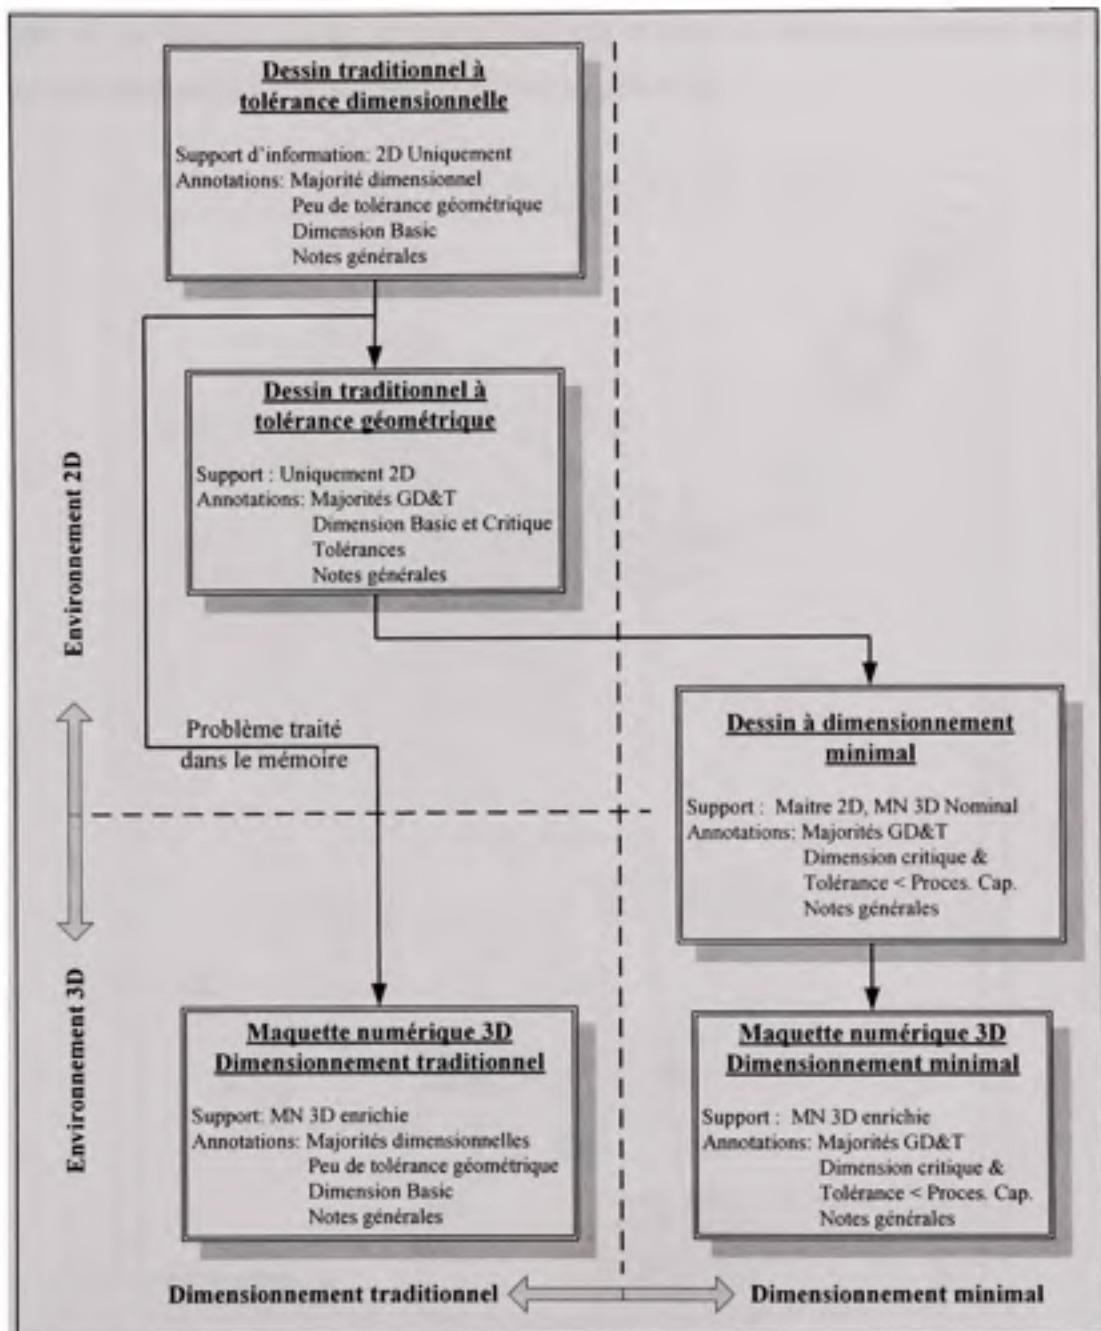 Dessin traditionnel à
tolérance dimensionnelle
Support d'information: 2D Uniquement
Annotations: Majorité dimensionnel
Peu de tolérance géométrique
Dimension Basic
Notes générales
Dessin traditionnel à
tolérance géométrique
Support : Uniquement 2D
Annotations: Majorités GD&T
Dimension Basic et Critique
Tolérances
Notes générales
Environnement 2D
Problème traité
dans le mémoire
Dessin à dimensionnement
minimal
Support : Maitre 2D, MN 3D Nominal
Annotations: Majorités GD&T
Dimension critique &
Tolérance < Proces. Cap.
Notes générales
Environnement 3D
Maquette numérique 3D
Dimensionnement traditionnel
Support: MN 3D enrichie
Annotations: Majorités dimensionnelles
Peu de tolérance géométrique
Dimension Basic
Notes générales
Maquette numérique 3D
Dimensionnement minimal
Support : MN 3D enrichie
Annotations: Majorités GD&T
Dimension critique &
Tolérance < Proces. Cap.
Notes générales
Dimensionnement traditionnel
Dimensionnement minimal